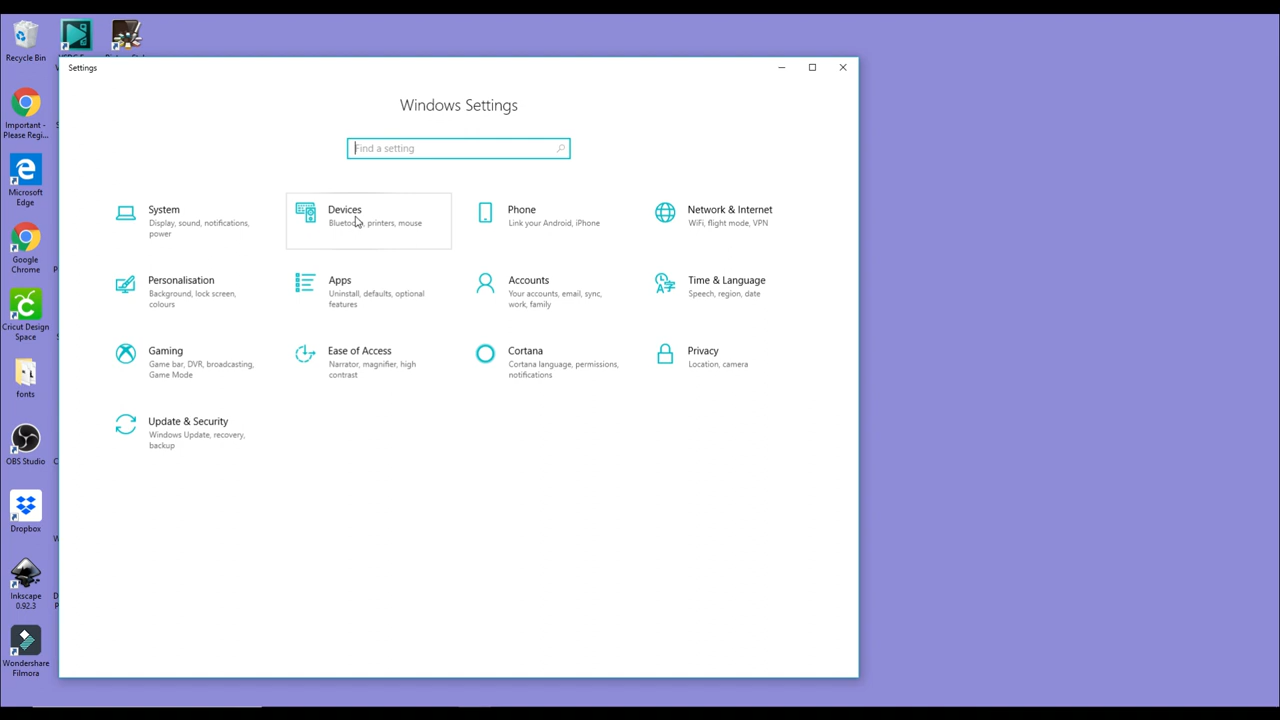 Recycle Bin
Important -
Please Regi...
Microsoft
Edge
Google
Chrome
Cricut Design
Space
fonts
OBS Studio
Dropbox
Inkscape
0.92.3
Wondershare
Filmora
Settings
Windows Settings
Find a setting
System
Display, sound, notifications,
power
Devices
Bluetooth, printers, mouse
Phone
Link your Android, iPhone
Network & Internet
WiFi, flight mode, VPN
Personalisation
Background, lock screen,
colours
Apps
Uninstall, defaults, optional
features
Accounts
Your accounts, email, sync,
work, family
Time & Language
Speech, region, date
Gaming
Game bar, DVR, broadcasting,
Game Mode
Ease of Access
Narrator, magnifier, high
contrast
Cortana
Cortana language, permissions,
notifications
Privacy
Location, camera
Update & Security
Windows Update, recovery,
backup